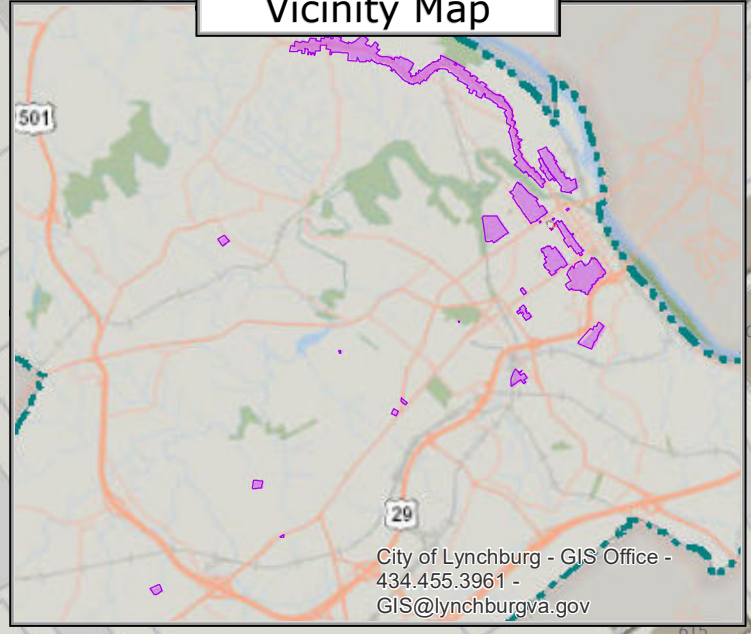 Vicinity Map
501
29
City of Lynchburg - GIS Office -
434.455.3961 -
GIS@lynchburgva.gov